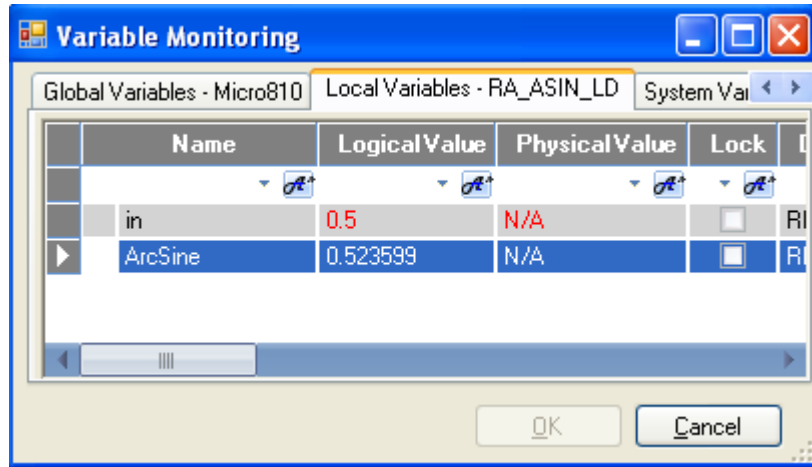 Variable Monitoring
Global Variables - Micro810 Local Variables - RA_ASIN_LD System Var
Name Logical Value Physical Value Lock
in 0.5 N/A
ArcSine 0.523599 N/A
OK Cancel